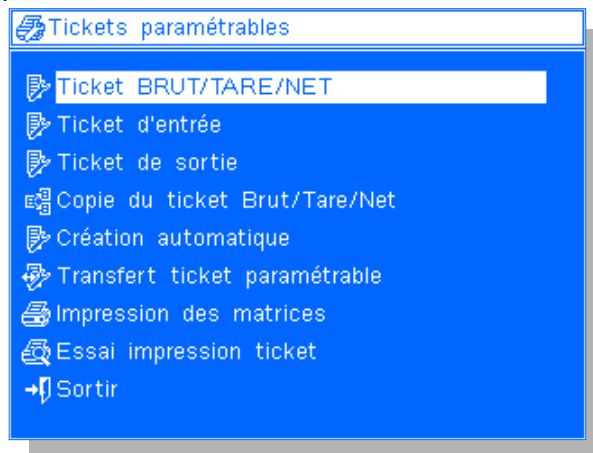 Tickets paramétrables
Ticket BRUT/TARE/NET
Ticket d'entrée
Ticket de sortie
Copie du ticket Brut/Tare/Net
Création automatique
Transfert ticket paramétrable
Impression des matrices
Essai impression ticket
Sortir